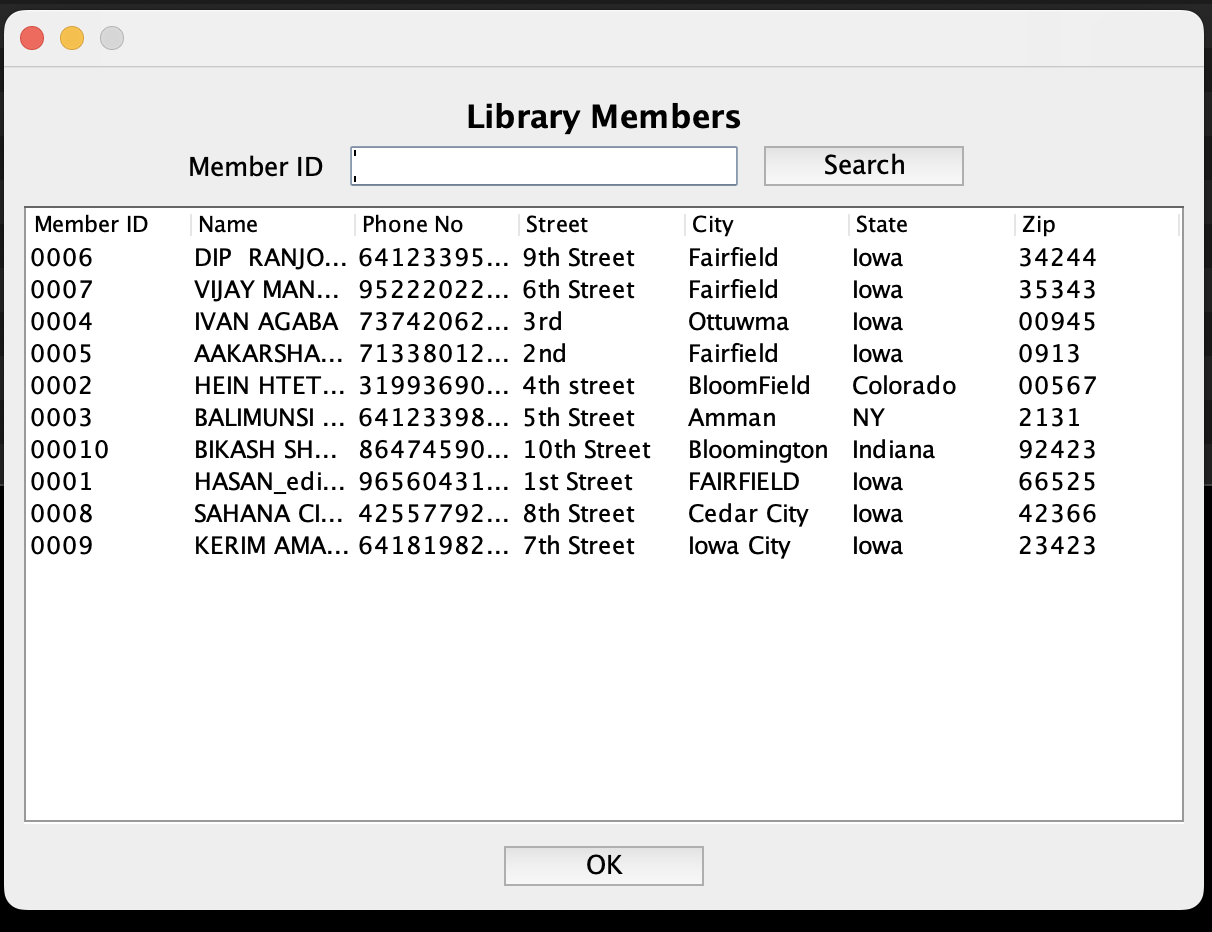 Library Members
Member ID Search
Member ID Name Phone No Street City State Zip
0006 DIP  RANJO... 64123395... 9th Street Fairfield Iowa 34244
0007 VIJAY MAN... 95222022... 6th Street Fairfield Iowa 35343
0004 IVAN AGABA 73742062... 3rd Ottuwma Iowa 00945
0005 AAKARSHA... 71338012... 2nd Fairfield Iowa 0913
0002 HEIN HTET... 31993690... 4th street BloomField Colorado 00567
0003 BALIMUNSI ... 64123398... 5th Street Amman NY 2131
00010 BIKASH SH... 86474590... 10th Street Bloomington Indiana 92423
0001 HASAN_edi... 96560431... 1st Street FAIRFIELD Iowa 66525
0008 SAHANA CI... 42557792... 8th Street Cedar City Iowa 42366
0009 KERIM AMA... 64181982... 7th Street Iowa City Iowa 23423
OK